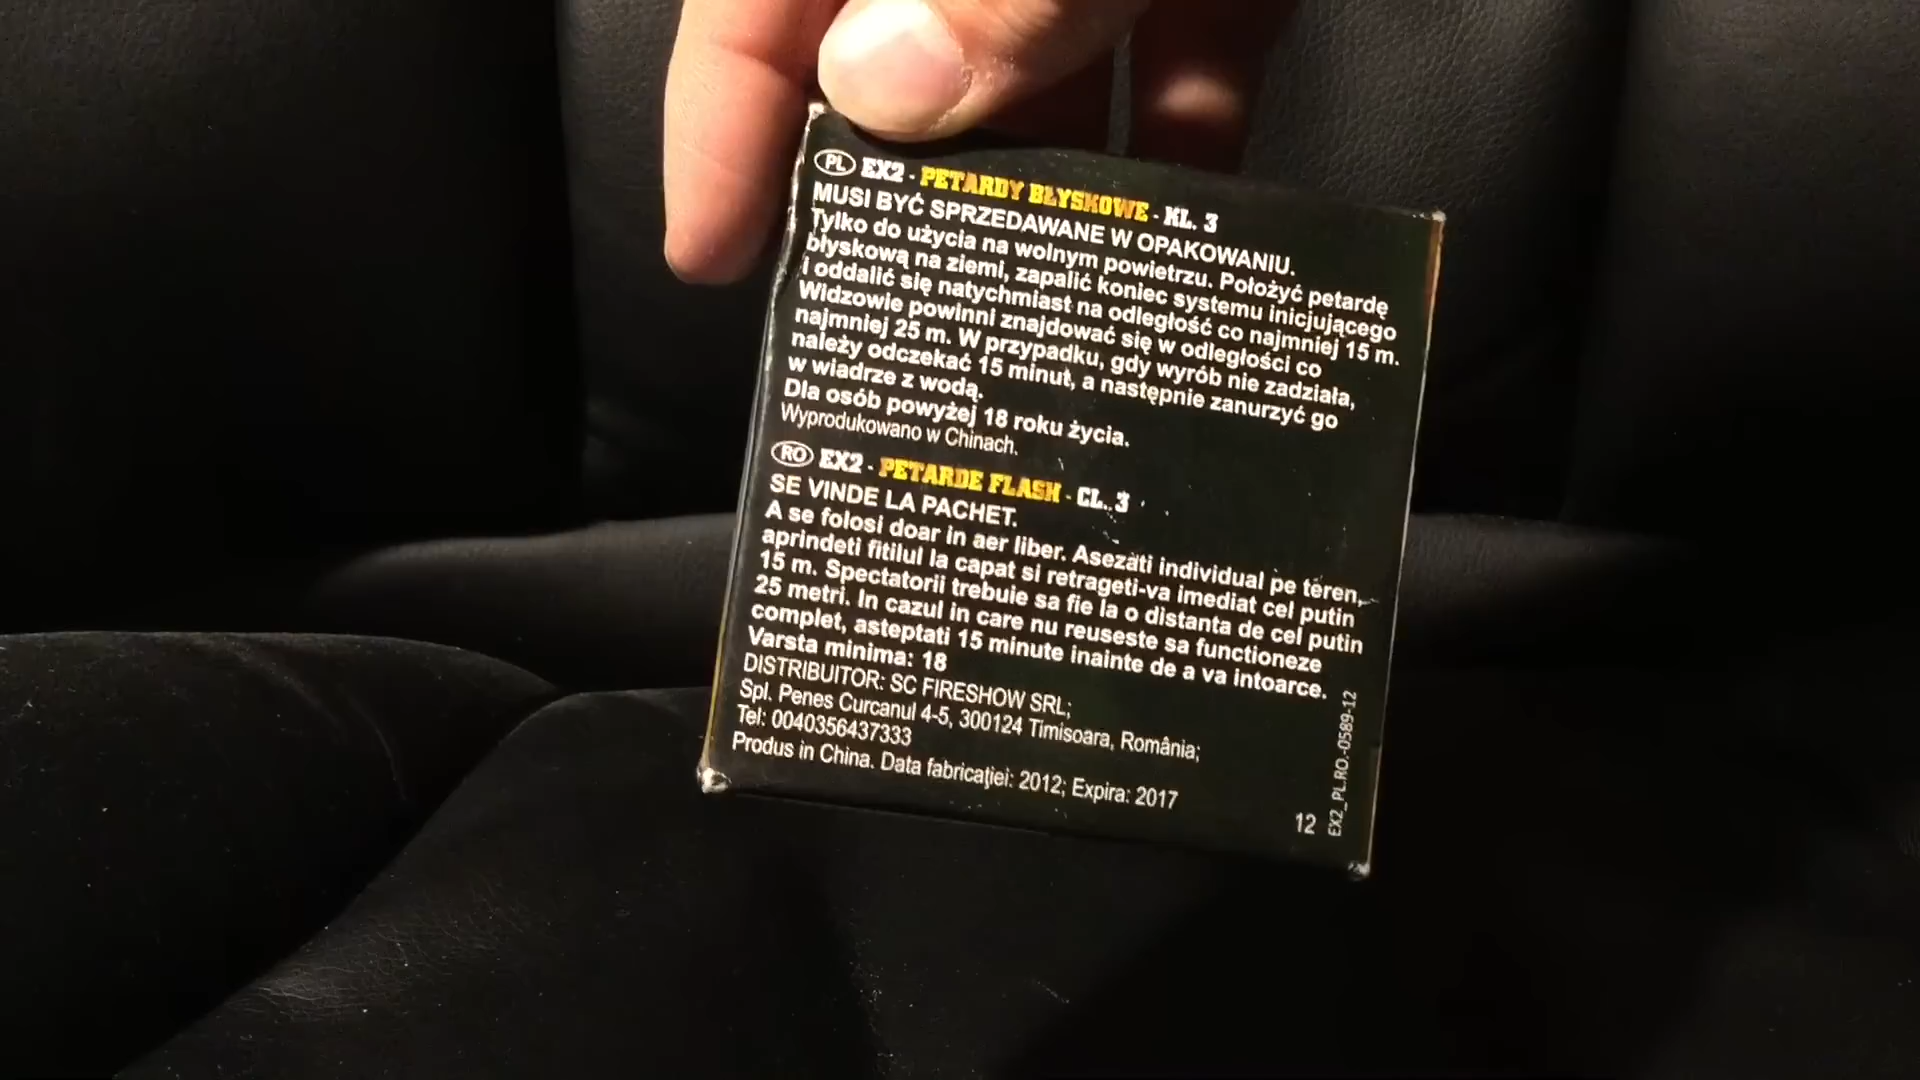 PL EX2 - PETARDY BŁYSKOWE - KL. 3
MUSI BYĆ SPRZEDAWANE W OPAKOWANIU.
Tylko do użycia na wolnym powietrzu. Położyć petardę
błyskową na ziemi, zapalić koniec systemu inicjującego
i oddalić się natychmiast na odległość co najmniej 15 m.
Widzowie powinni znajdować się w odległości co
najmniej 25 m. W przypadku, gdy wyrób nie zadziała,
należy odczekać 15 minut, a następnie zanurzyć go
w wiadrze z wodą.
Dla osób powyżej 18 roku życia.
Wyprodukowano w Chinach.
RO EX2 - PETARDE FLASH - CL. 3
SE VINDE LA PACHET.
A se folosi doar in aer liber. Asezati individual pe teren,
aprindeti fitilul la capat si retrageti-va imediat cel putin
15 m. Spectatorii trebuie sa fie la o distanta de cel putin
25 metri. In cazul in care nu reuseste sa functioneze
complet, asteptati 15 minute inainte de a va intoarce.
Varsta minima: 18
DISTRIBUITOR: SC FIRESHOW SRL;
Spl. Penes Curcanul 4-5, 300124 Timisoara, România;
Tel: 0040356437333
Produs in China. Data fabricaţiei: 2012; Expira: 2017
12
EX2_PL.RO.-0589-12